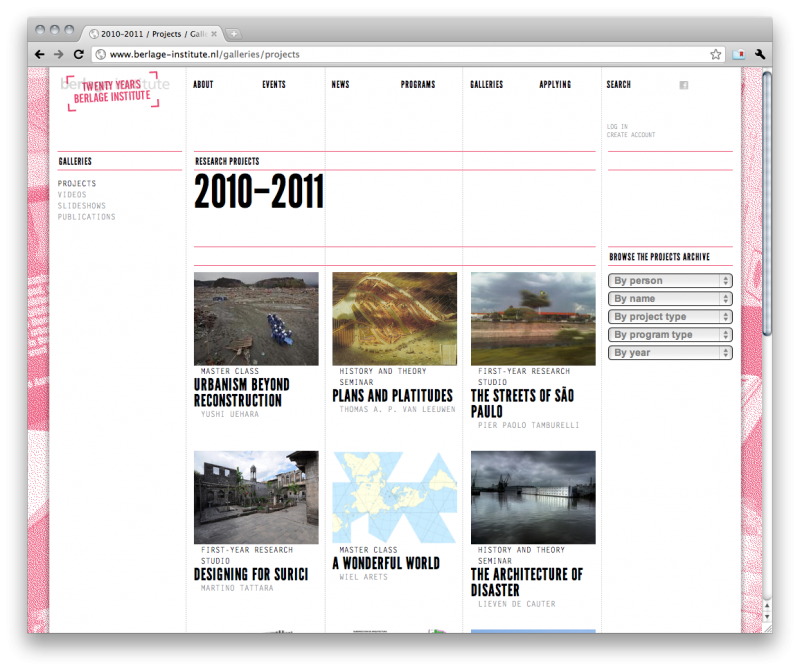 2010-2011 / Projects / Galle
www.berlage-institute.nl/galleries/projects
berlage institute
TWENTY YEARS
BERLAGE INSTITUTE
ABOUT EVENTS NEWS PROGRAMS GALLERIES APPLYING SEARCH
LOG IN
CREATE ACCOUNT
GALLERIES
PROJECTS
VIDEOS
SLIDESHOWS
PUBLICATIONS
RESEARCH PROJECTS
2010–2011
BROWSE THE PROJECTS ARCHIVE
By person
By name
By project type
By program type
By year
MASTER CLASS
URBANISM BEYOND
RECONSTRUCTION
YUSHI UEHARA
HISTORY AND THEORY
SEMINAR
PLANS AND PLATITUDES
THOMAS A. P. VAN LEEUWEN
FIRST-YEAR RESEARCH
STUDIO
THE STREETS OF SÃO
PAULO
PIER PAOLO TAMBURELLI
FIRST-YEAR RESEARCH
STUDIO
DESIGNING FOR SURICI
MARTINO TATTARA
MASTER CLASS
A WONDERFUL WORLD
WIEL ARETS
HISTORY AND THEORY
SEMINAR
THE ARCHITECTURE OF
DISASTER
LIEVEN DE CAUTER